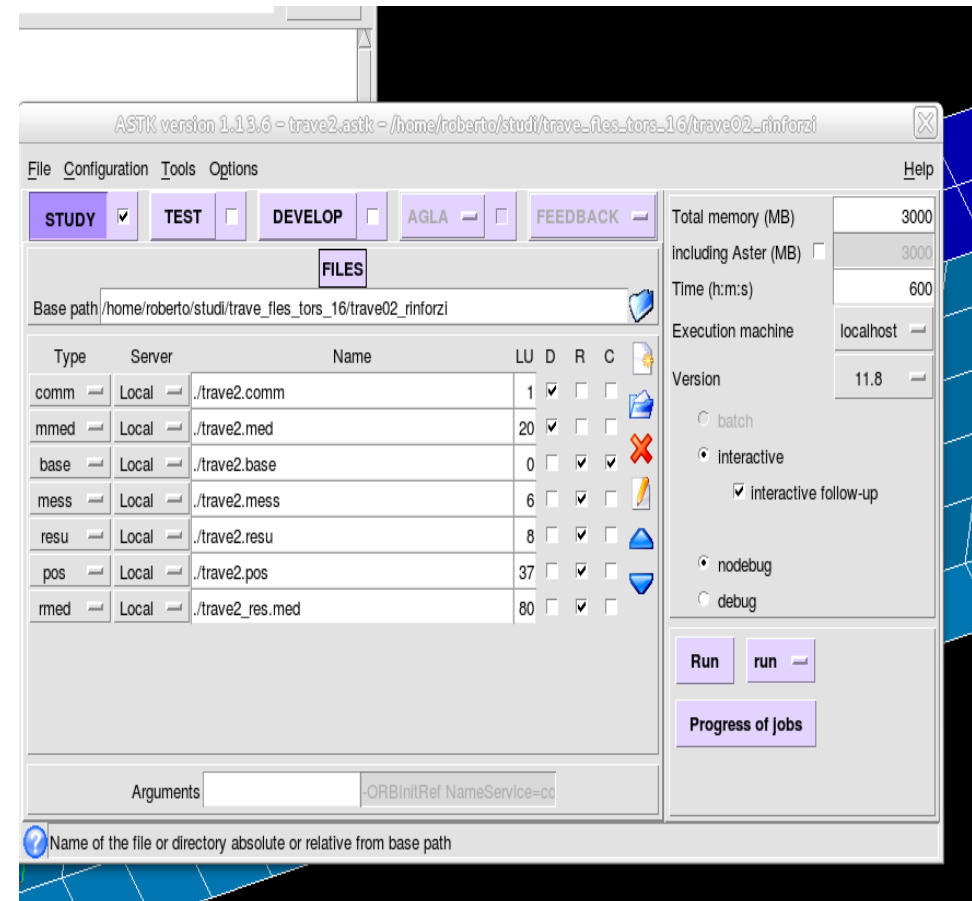 ASTK version 1.13.6 - trave2.astk - /home/roberto/studi/trave_fles_tors_16/trave02_rinforzi
File Configuration Tools Options Help
STUDY TEST DEVELOP AGLA FEEDBACK
FILES
Base path /home/roberto/studi/trave_fles_tors_16/trave02_rinforzi
Type Server Name LU D R C
comm Local ./trave2.comm 1
mmed Local ./trave2.med 20
base Local ./trave2.base 0
mess Local ./trave2.mess 6
resu Local ./trave2.resu 8
pos Local ./trave2.pos 37
rmed Local ./trave2_res.med 80
Arguments -ORBInitRef NameService=co
Total memory (MB) 3000
including Aster (MB) 3000
Time (h:m:s) 600
Execution machine localhost
Version 11.8
batch
interactive
interactive follow-up
nodebug
debug
Run run
Progress of jobs
? Name of the file or directory absolute or relative from base path